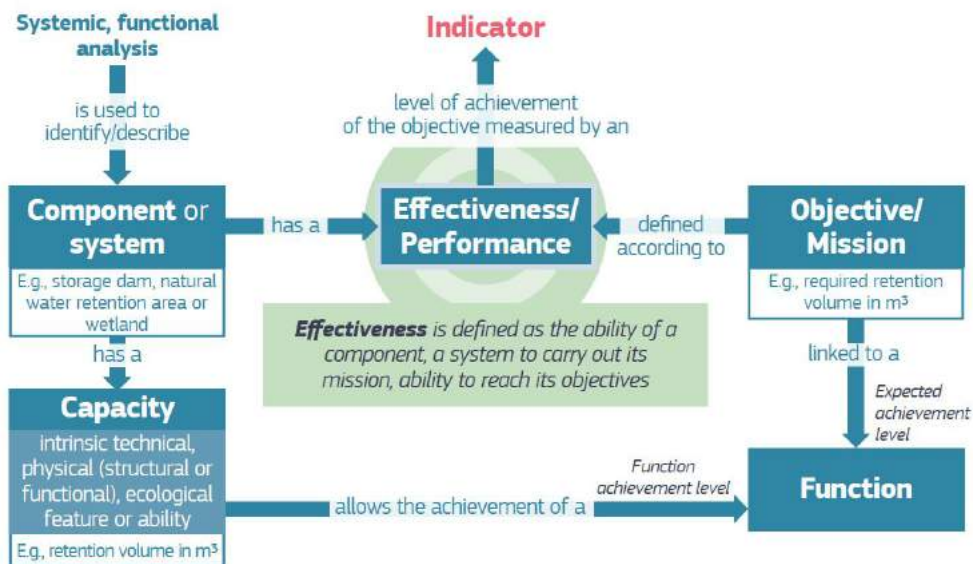 Systemic, functional
analysis
is used to
identify/describe
Indicator
level of achievement
of the objective measured by an
Component or
system
E.g., storage dam, natural
water retention area or
wetland
has a
Effectiveness/
Performance
defined
according to
Objective/
Mission
E.g., required retention
volume in m³
Effectiveness is defined as the ability of a
component, a system to carry out its
mission, ability to reach its objectives
has a
linked to a
Expected
achievement
level
Capacity
intrinsic technical,
physical (structural or
functional), ecological
feature or ability
E.g., retention volume in m³
allows the achievement of a
Function
achievement level
Function